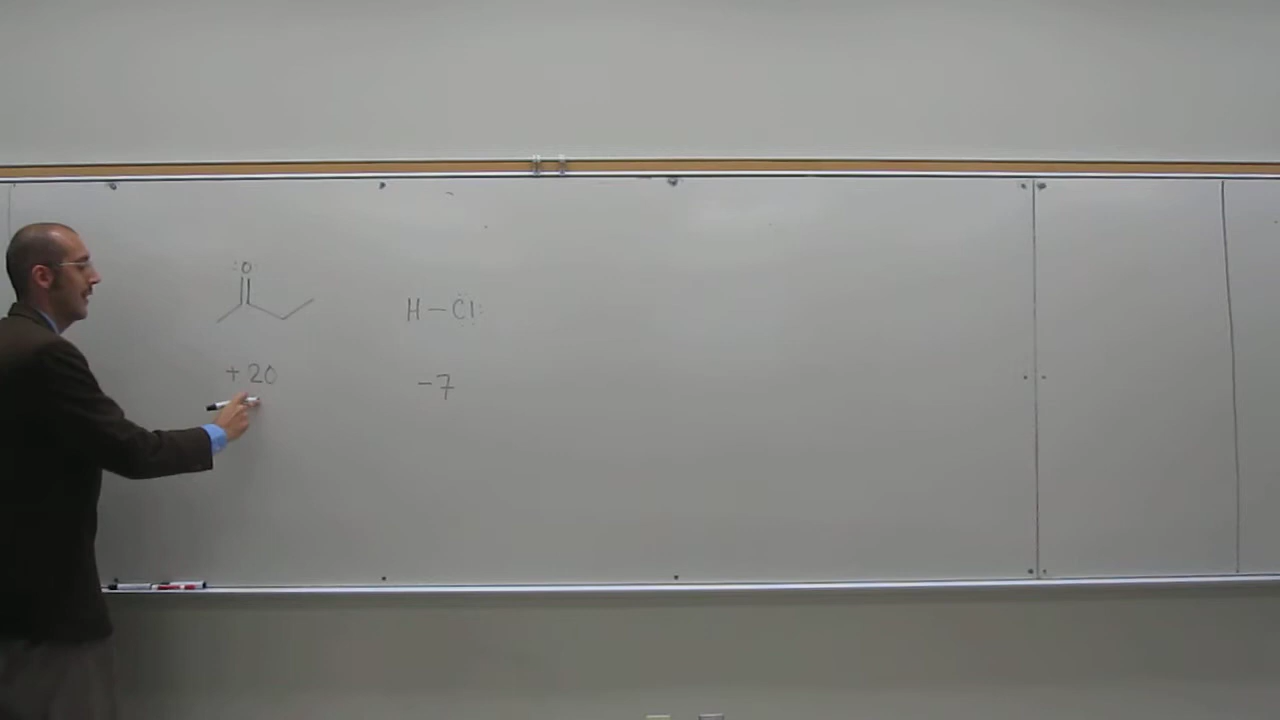 :O:
H – Cl:
+ 20
– 7